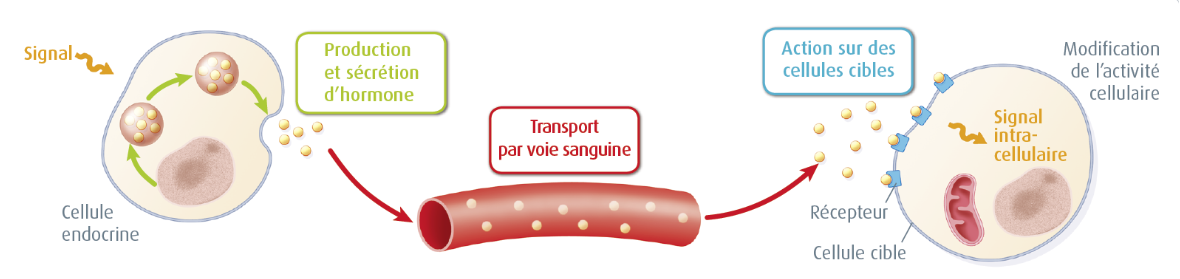 Signal
Production
et sécrétion
d'hormone
Cellule
endocrine
Transport
par voie sanguine
Action sur des
cellules cibles
Modification
de l'activité
cellulaire
Signal
intra-
cellulaire
Récepteur
Cellule cible